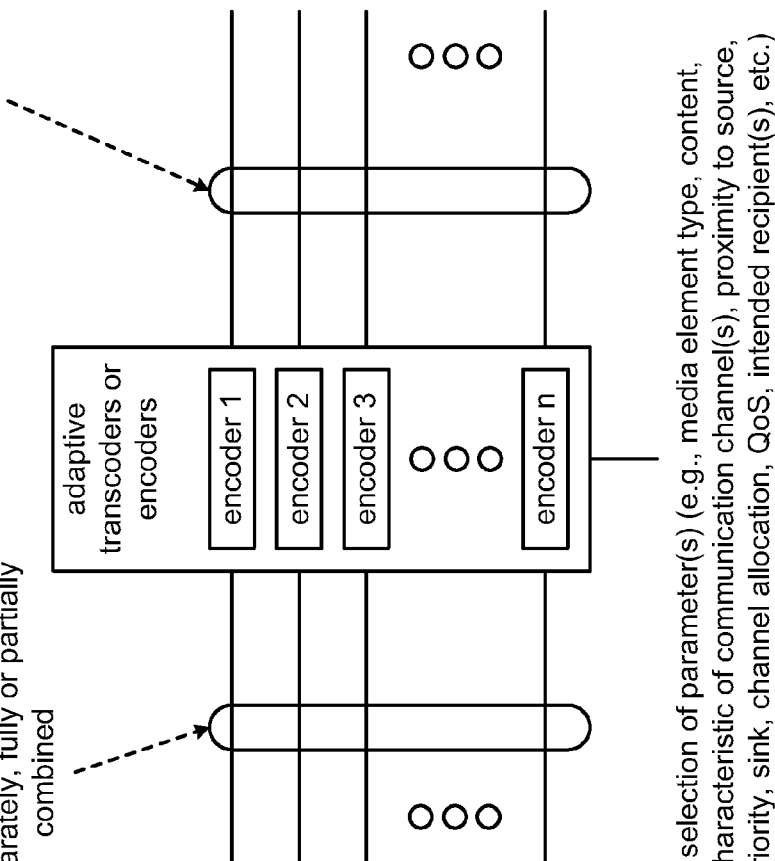 arately, fully or partially
combined
adaptive
transcoders or
encoders
encoder 1
encoder 2
encoder 3
encoder n
selection of parameter(s) (e.g., media element type, content,
haracteristic of communication channel(s), proximity to source,
iority, sink, channel allocation, QoS, intended recipient(s), etc.)